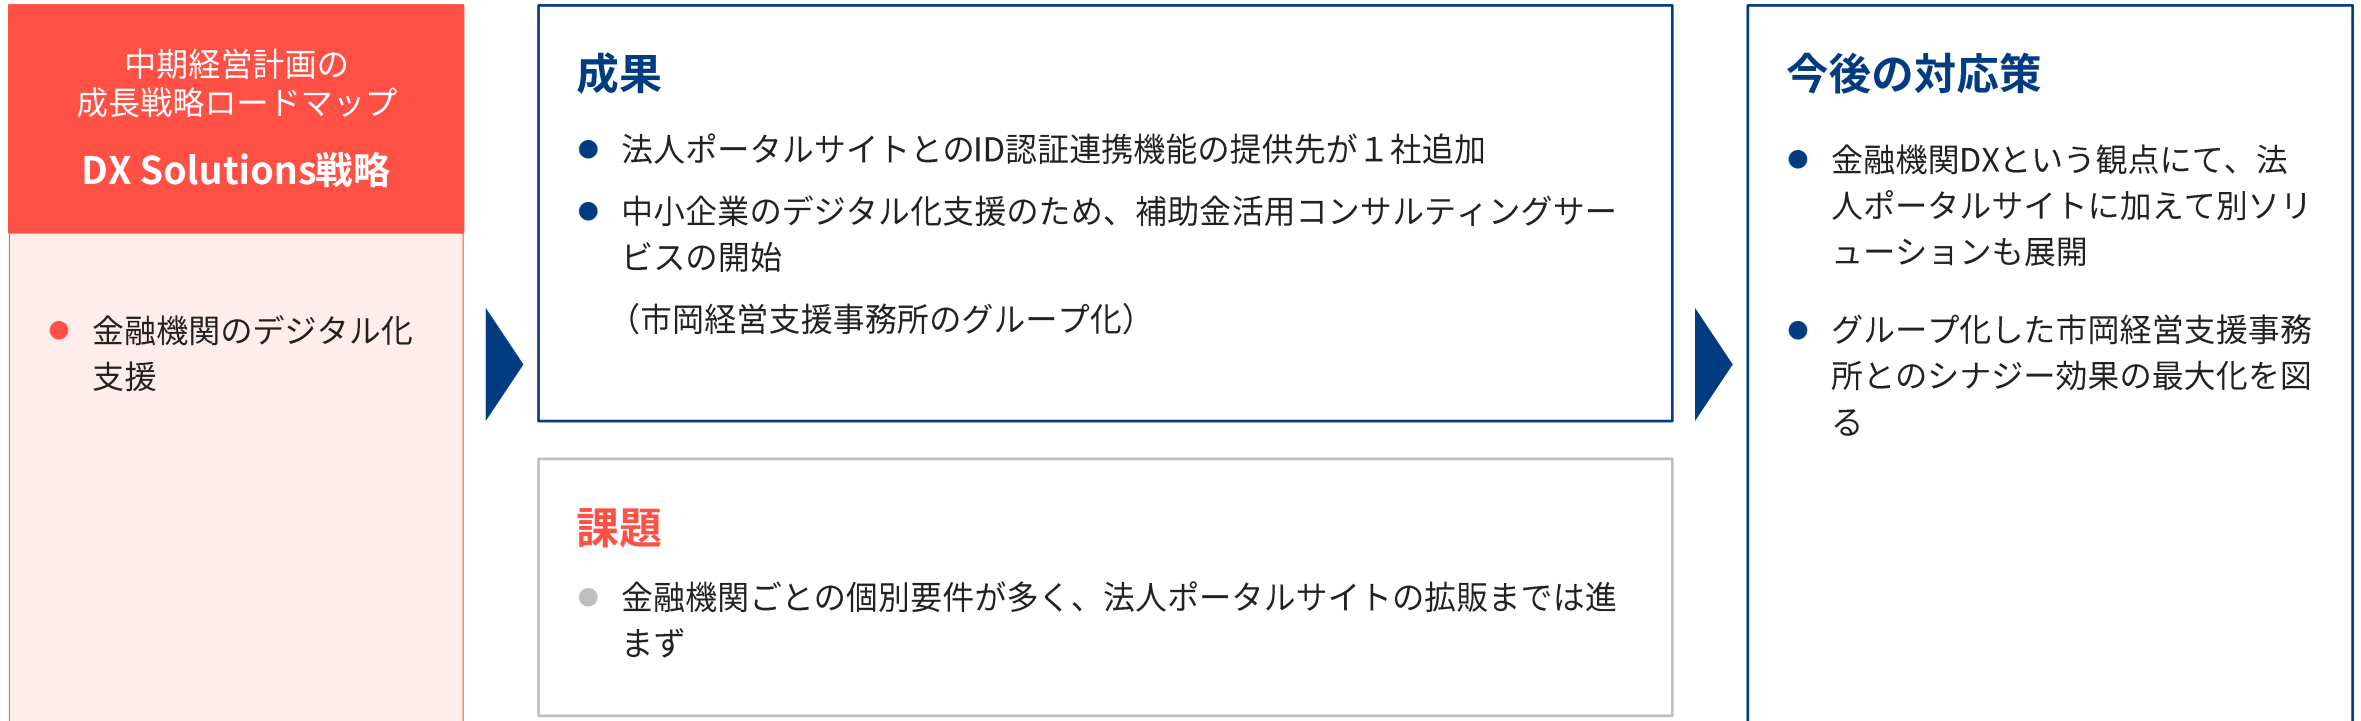 中期経営計画の
成長戦略ロードマップ
DX Solutions戦略
金融機関のデジタル化
支援
成果
法人ポータルサイトとのID認証連携機能の提供先が１社追加
中小企業のデジタル化支援のため、補助金活用コンサルティングサー
ビスの開始
（市岡経営支援事務所のグループ化）
課題
金融機関ごとの個別要件が多く、法人ポータルサイトの拡販までは進
まず
今後の対応策
金融機関DXという観点にて、法
人ポータルサイトに加えて別ソリ
ューションも展開
グループ化した市岡経営支援事務
所とのシナジー効果の最大化を図
る